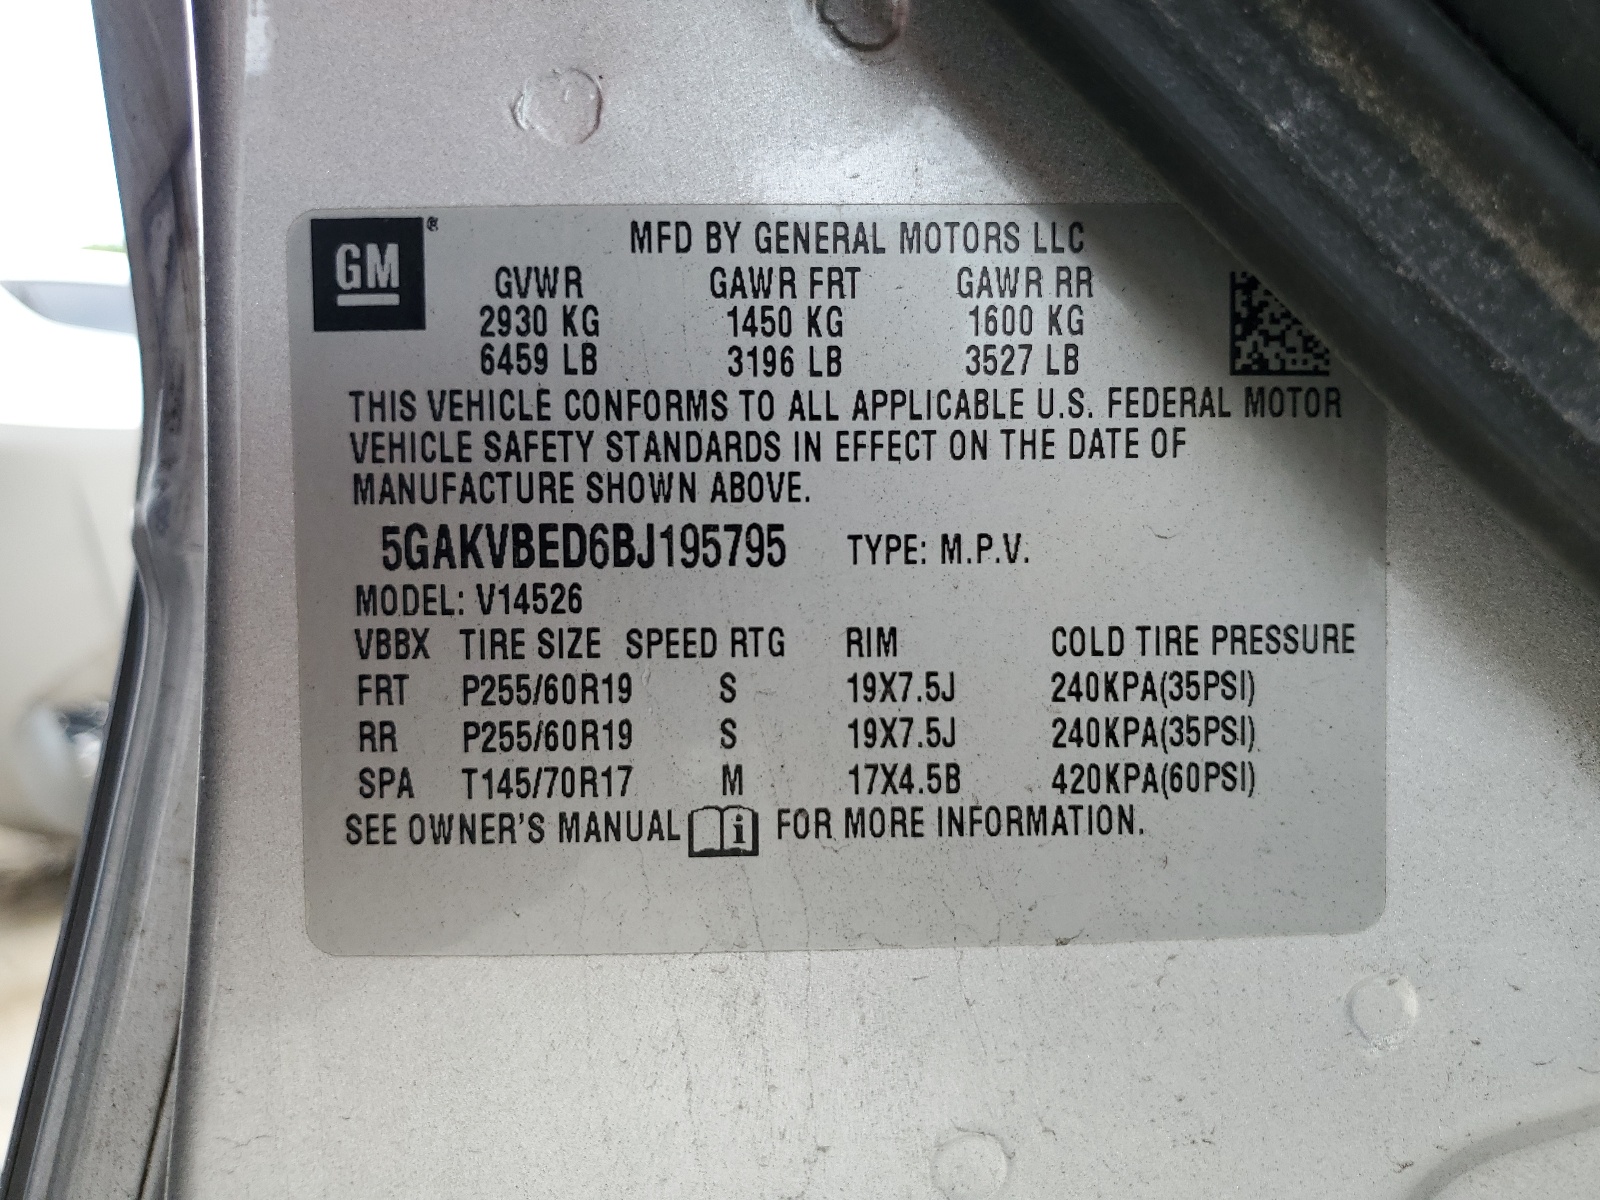 GM ®
MFD BY GENERAL MOTORS LLC
GVWR GAWR FRT GAWR RR
2930 KG 1450 KG 1600 KG
6459 LB 3196 LB 3527 LB
THIS VEHICLE CONFORMS TO ALL APPLICABLE U.S. FEDERAL MOTOR
VEHICLE SAFETY STANDARDS IN EFFECT ON THE DATE OF
MANUFACTURE SHOWN ABOVE.
5GAKVBED6BJ195795 TYPE: M.P.V.
MODEL: V14526
VBBX TIRE SIZE SPEED RTG RIM COLD TIRE PRESSURE
FRT P255/60R19 S 19X7.5J 240KPA(35PSI)
RR P255/60R19 S 19X7.5J 240KPA(35PSI)
SPA T145/70R17 M 17X4.5B 420KPA(60PSI)
SEE OWNER'S MANUAL i FOR MORE INFORMATION.